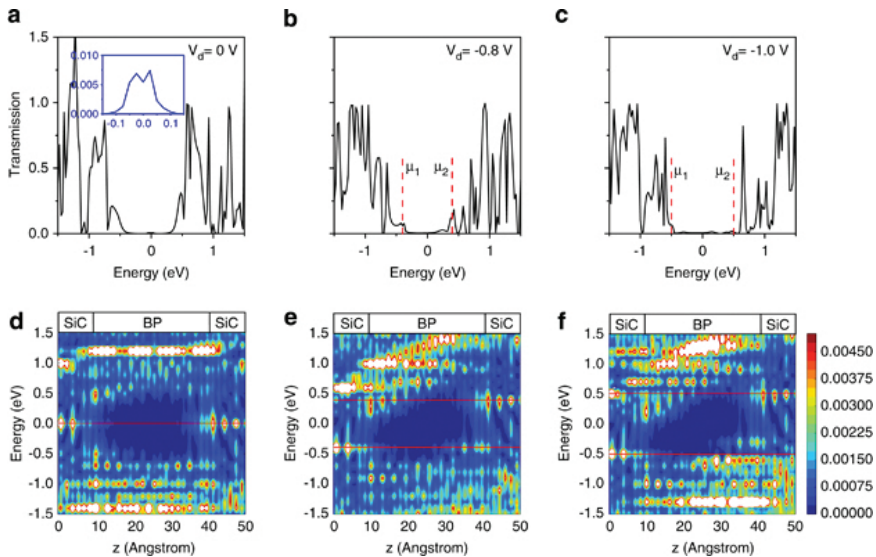 a
V_d= 0 V
0.010
0.005
0.000
-0.1 0.0 0.1
1.5
1.0
0.5
0.0
Transmission
-1 0 1
Energy (eV)
b
V_d= -0.8 V
μ_1 μ_2
-1 0 1
Energy (eV)
c
V_d= -1.0 V
μ_1 μ_2
-1 0 1
Energy (eV)
d
SiC BP SiC
1.5
1.0
0.5
0.0
-0.5
-1.0
-1.5
Energy (eV)
0 10 20 30 40 50
z (Angstrom)
e
SiC BP SiC
1.5
1.0
0.5
0.0
-0.5
-1.0
-1.5
Energy (eV)
0 10 20 30 40 50
z (Angstrom)
f
SiC BP SiC
1.5
1.0
0.5
0.0
-0.5
-1.0
-1.5
Energy (eV)
0 10 20 30 40 50
z (Angstrom)
0.00450
0.00375
0.00300
0.00225
0.00150
0.00075
0.00000